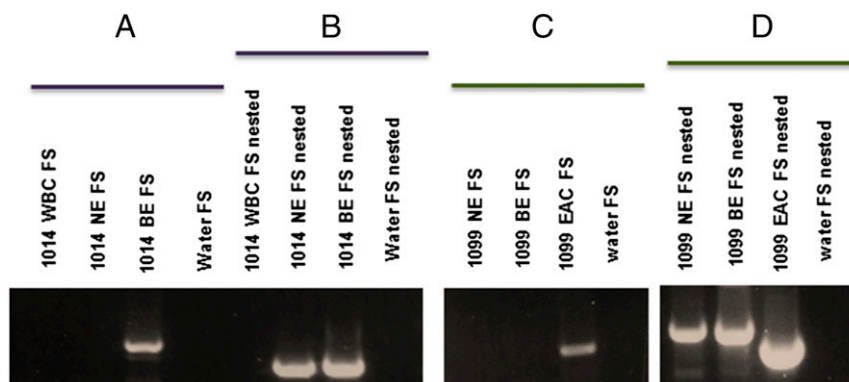 A
B
C
D
1014 WBC FS
1014 NE FS
1014 BE FS
Water FS
1014 WBC FS nested
1014 NE FS nested
1014 BE FS nested
Water FS nested
1099 NE FS
1099 BE FS
1099 EAC FS
water FS
1099 NE FS nested
1099 BE FS nested
1099 EAC FS nested
water FS nested